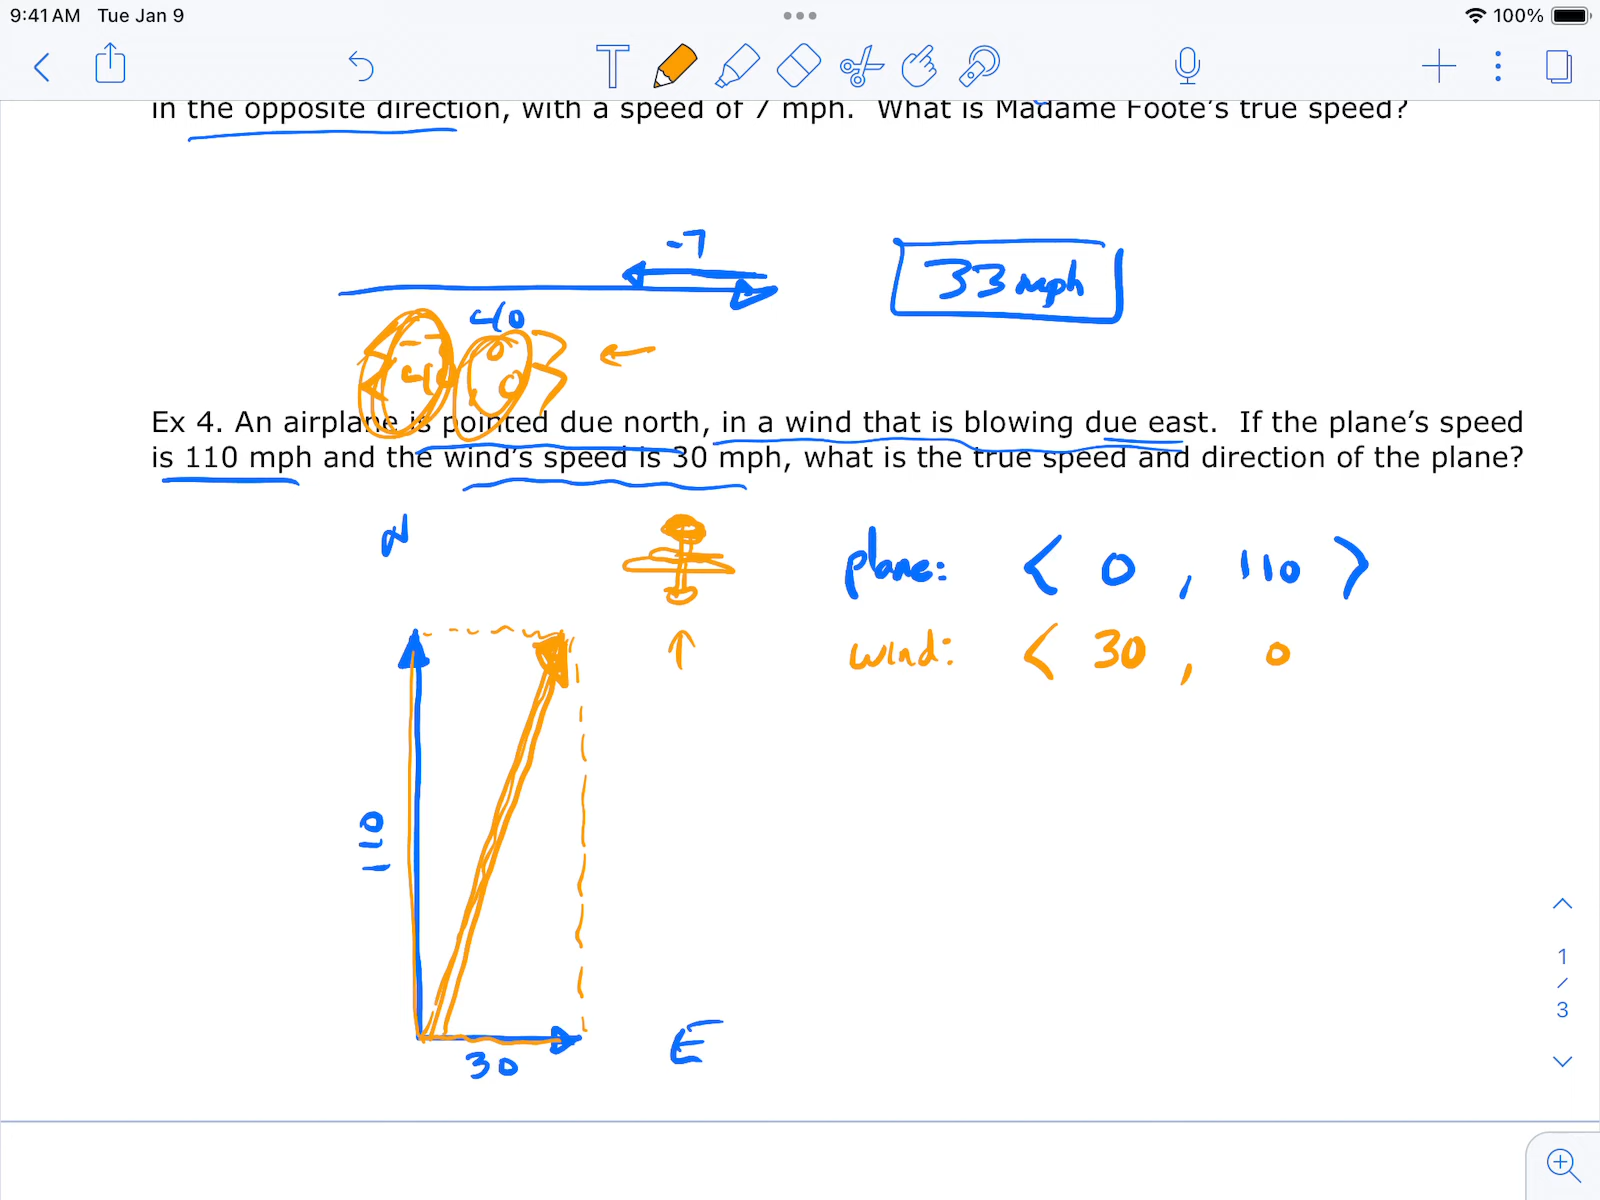 9:41 AM Tue Jan 9 100%
T
in the opposite direction, with a speed of 7 mph. What is Madame Foote's true speed?
-7
33 mph
40
Ex 4. An airplane is pointed due north, in a wind that is blowing due east. If the plane's speed
is 110 mph and the wind's speed is 30 mph, what is the true speed and direction of the plane?
N
plane: < 0 , 110 >
wind: < 30 , 0
110
1
/
3
E
30